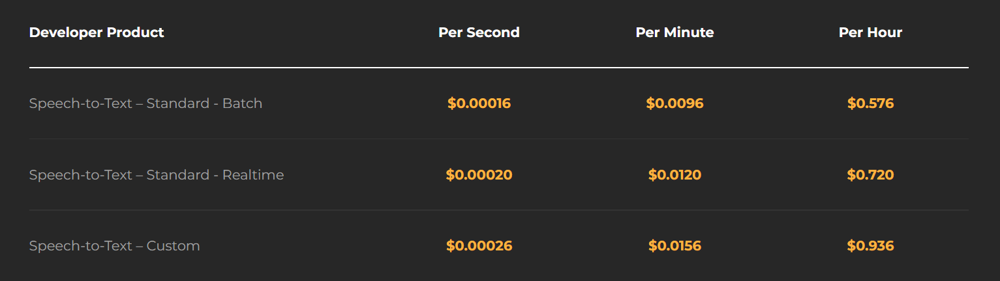 Developer Product Per Second Per Minute Per Hour
Speech-to-Text – Standard - Batch $0.00016 $0.0096 $0.576
Speech-to-Text – Standard - Realtime $0.00020 $0.0120 $0.720
Speech-to-Text – Custom $0.00026 $0.0156 $0.936